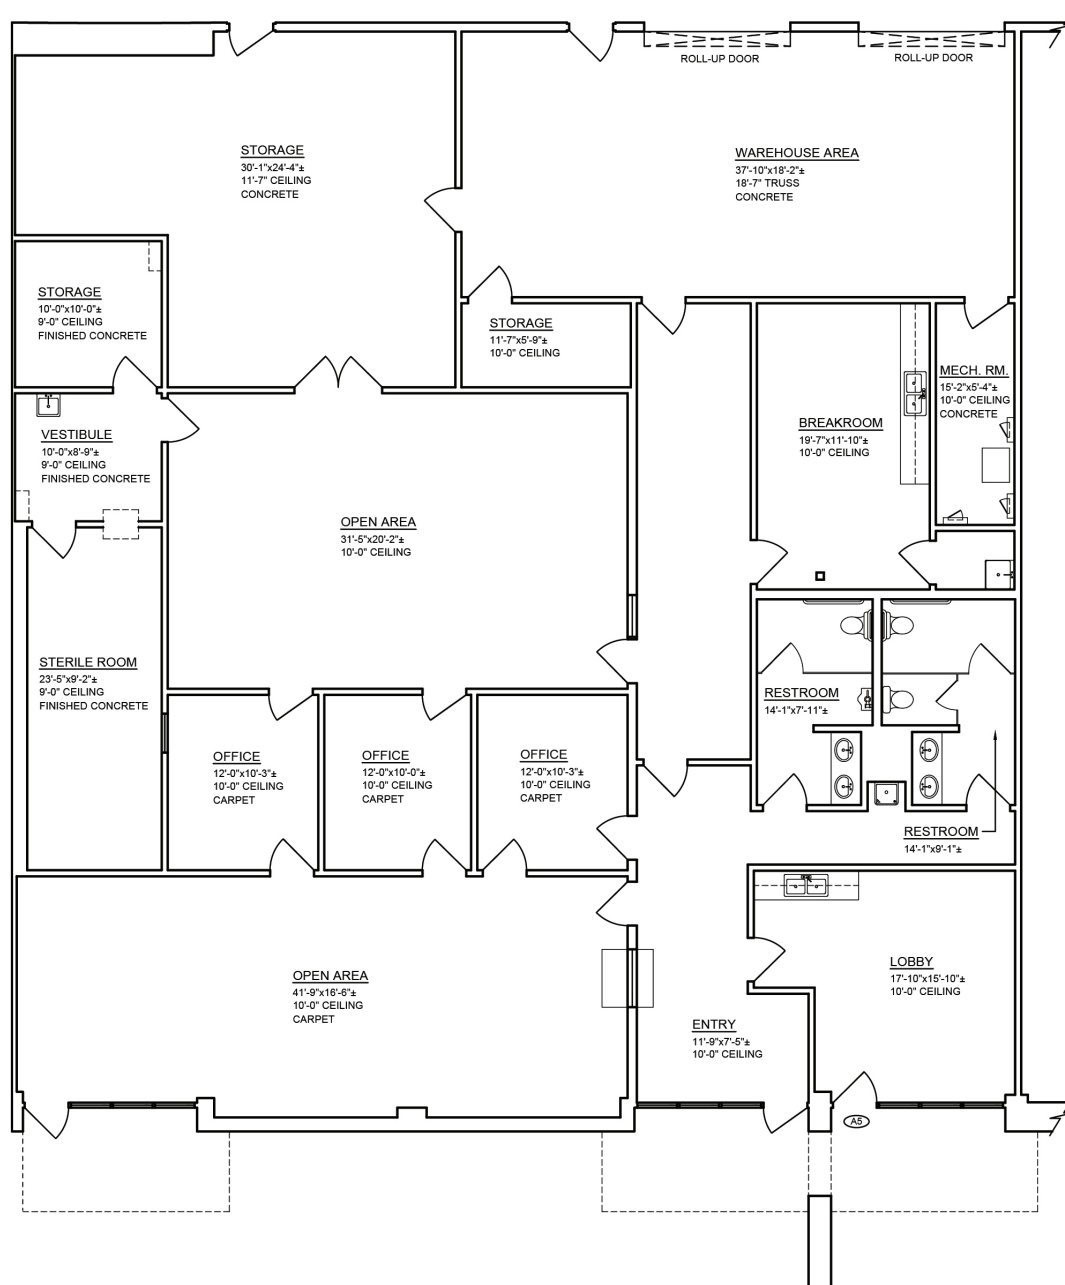 ROLL-UP DOOR
ROLL-UP DOOR
STORAGE
30'-1"x24'-4"±
11'-7" CEILING
CONCRETE
WAREHOUSE AREA
37'-10"x18'-2"±
18'-7" TRUSS
CONCRETE
STORAGE
10'-0"x10'-0"±
9'-0" CEILING
FINISHED CONCRETE
STORAGE
11'-7"x5'-9"±
10'-0" CEILING
MECH. RM.
15'-2"x5'-4"±
10'-0" CEILING
CONCRETE
BREAKROOM
19'-7"x11'-10"±
10'-0" CEILING
VESTIBULE
10'-0"x8'-9"±
9'-0" CEILING
FINISHED CONCRETE
OPEN AREA
31'-5"x20'-2"±
10'-0" CEILING
STERILE ROOM
23'-5"x9'-2"±
9'-0" CEILING
FINISHED CONCRETE
RESTROOM
14'-1"x7'-11"±
OFFICE
12'-0"x10'-3"±
10'-0" CEILING
CARPET
OFFICE
12'-0"x10'-0"±
10'-0" CEILING
CARPET
OFFICE
12'-0"x10'-3"±
10'-0" CEILING
CARPET
RESTROOM
14'-1"x9'-1"±
OPEN AREA
41'-9"x16'-6"±
10'-0" CEILING
CARPET
LOBBY
17'-10"x15'-10"±
10'-0" CEILING
ENTRY
11'-9"x7'-5"±
10'-0" CEILING
A5